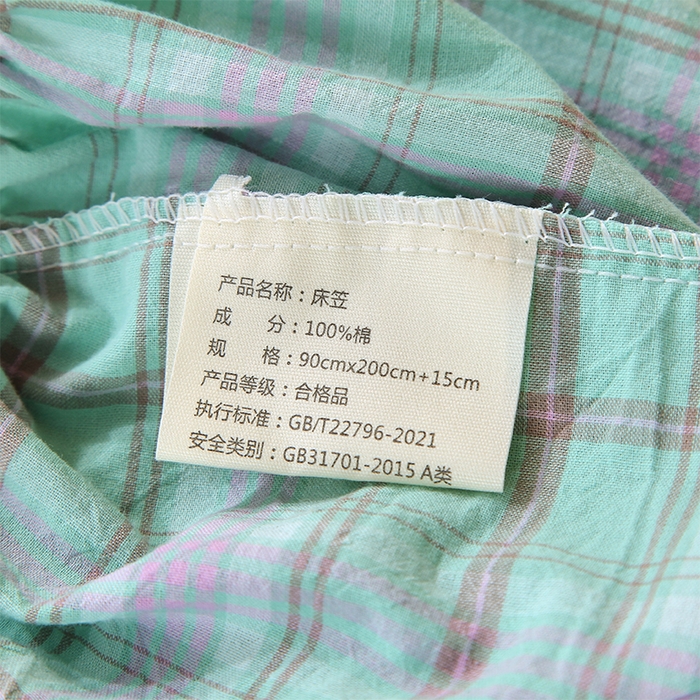 产品名称：床笠
成　　分：100%棉
规　　格：90cmx200cm+15cm
产品等级：合格品
执行标准：GB/T22796-2021
安全类别：GB31701-2015 A类